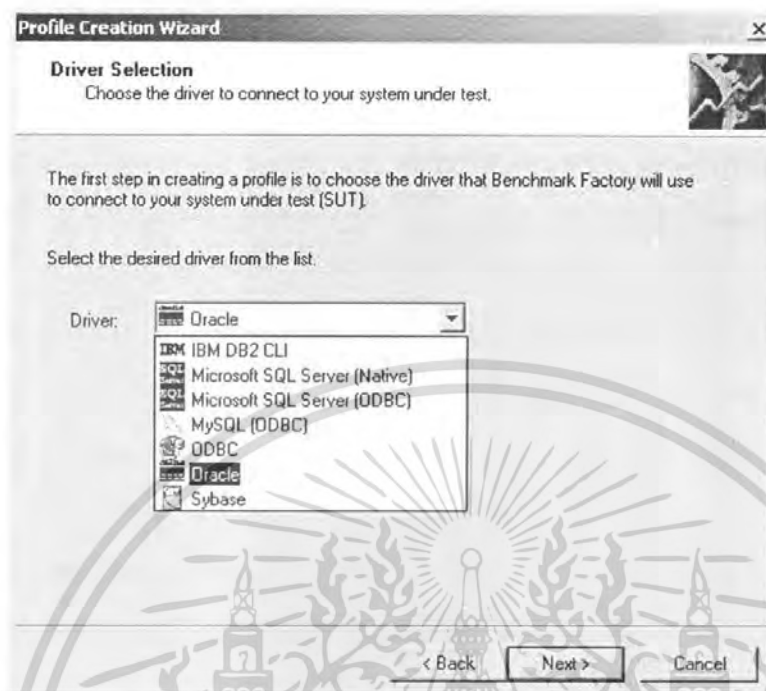 Profile Creation Wizard
Driver Selection
Choose the driver to connect to your system under test.
The first step in creating a profile is to choose the driver that Benchmark Factory will use
to connect to your system under test (SUT).
Select the desired driver from the list.
Driver:
Oracle
IBM IBM DB2 CLI
SQL Microsoft SQL Server (Native)
SQL Microsoft SQL Server (ODBC)
MySQL (ODBC)
ODBC
Oracle
Sybase
< Back
Next >
Cancel